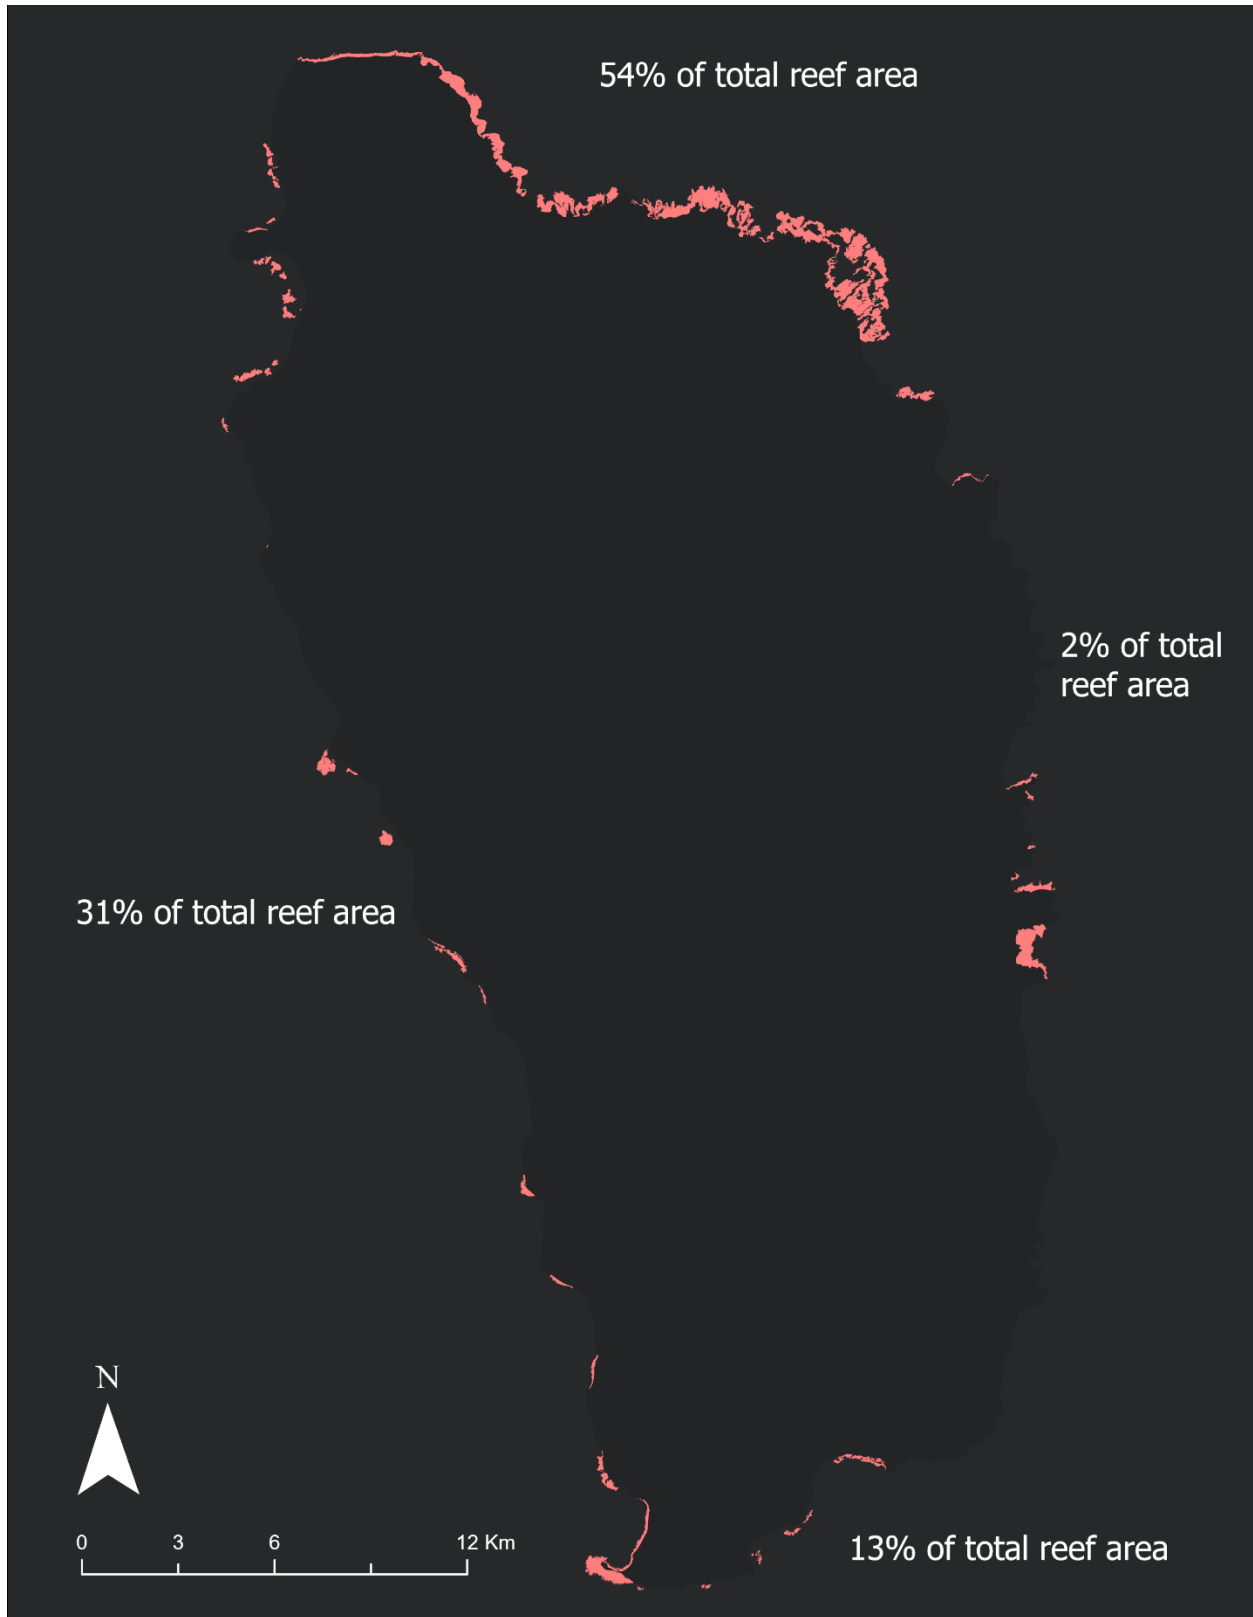 54% of total reef area
2% of total
reef area
31% of total reef area
N
0 3 6 12 Km
13% of total reef area